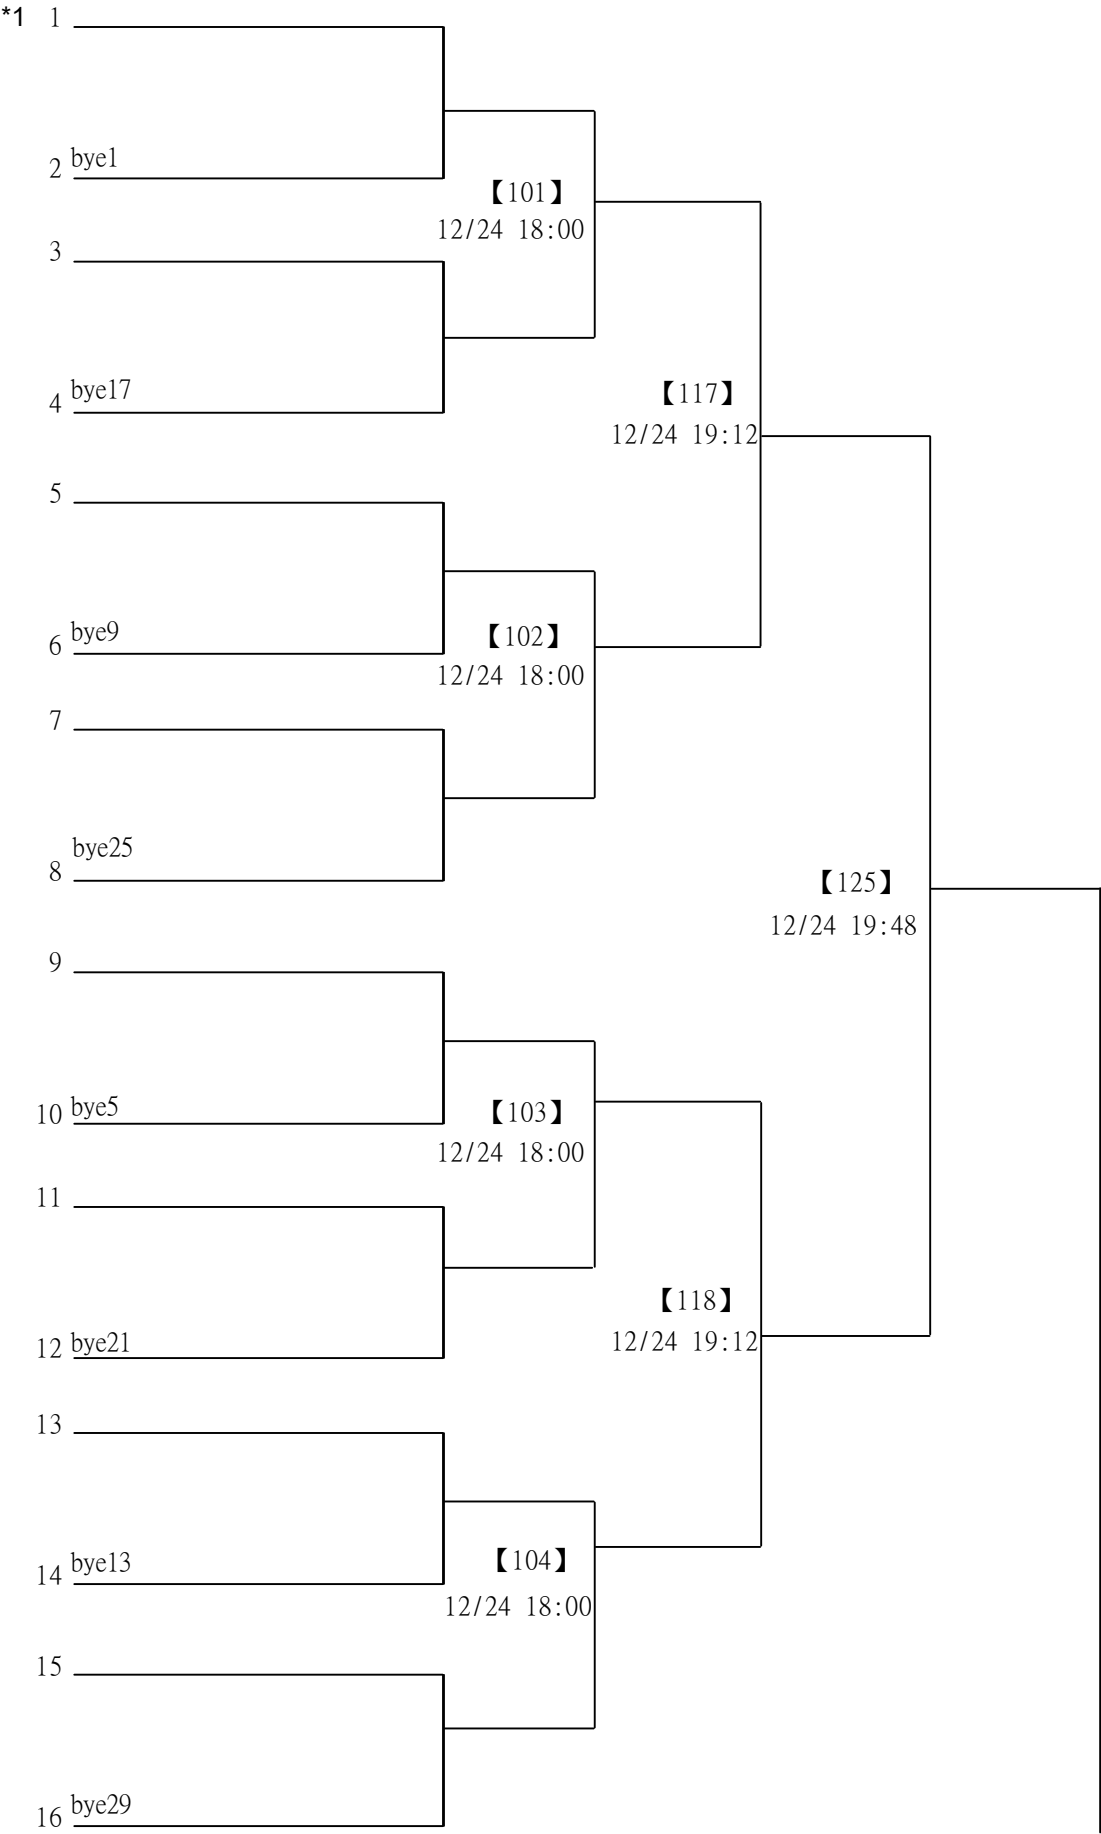 *1 1
2 bye1
【101】
12/24 18:00
3
4 bye17
【117】
12/24 19:12
5
6 bye9
【102】
12/24 18:00
7
8 bye25
【125】
12/24 19:48
9
10 bye5
【103】
12/24 18:00
11
12 bye21
【118】
12/24 19:12
13
14 bye13
【104】
12/24 18:00
15
16 bye29